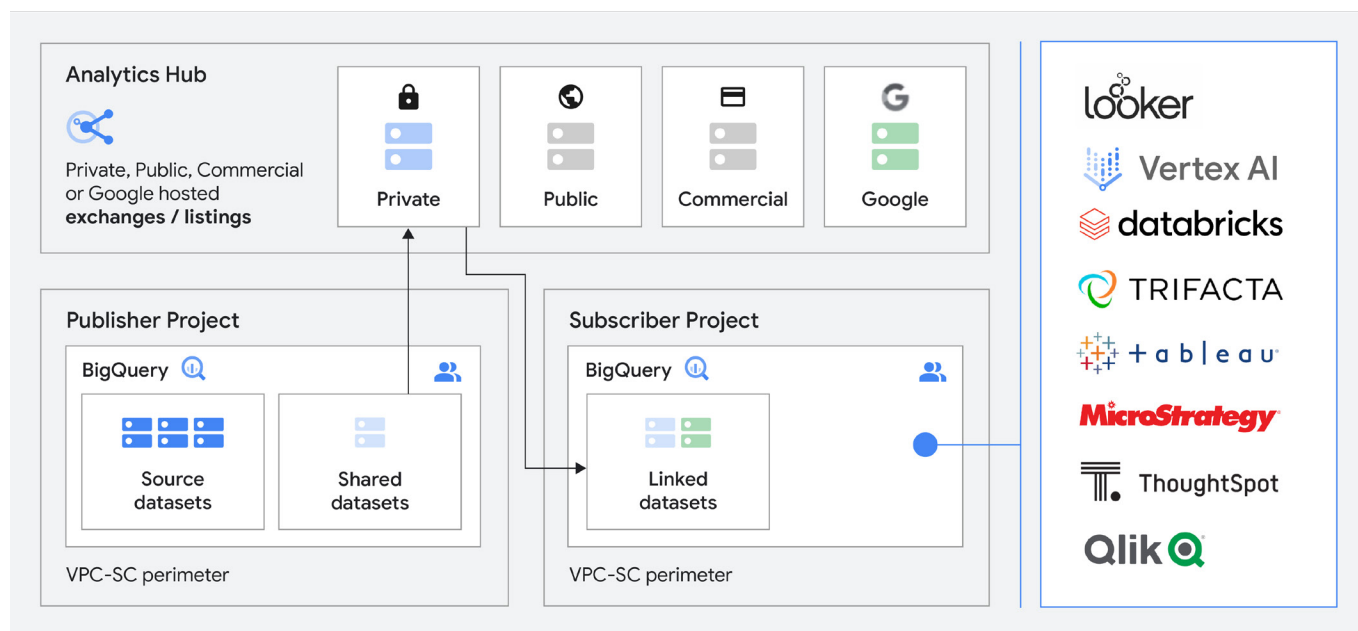 Analytics Hub
Private, Public, Commercial
or Google hosted
exchanges / listings
Private
Public
Commercial
G
Google
Publisher Project
BigQuery
Source
datasets
Shared
datasets
VPC-SC perimeter
Subscriber Project
BigQuery
Linked
datasets
VPC-SC perimeter
looker
Vertex AI
databricks
TRIFACTA
+ableau
MicroStrategy
ThoughtSpot
Qlik